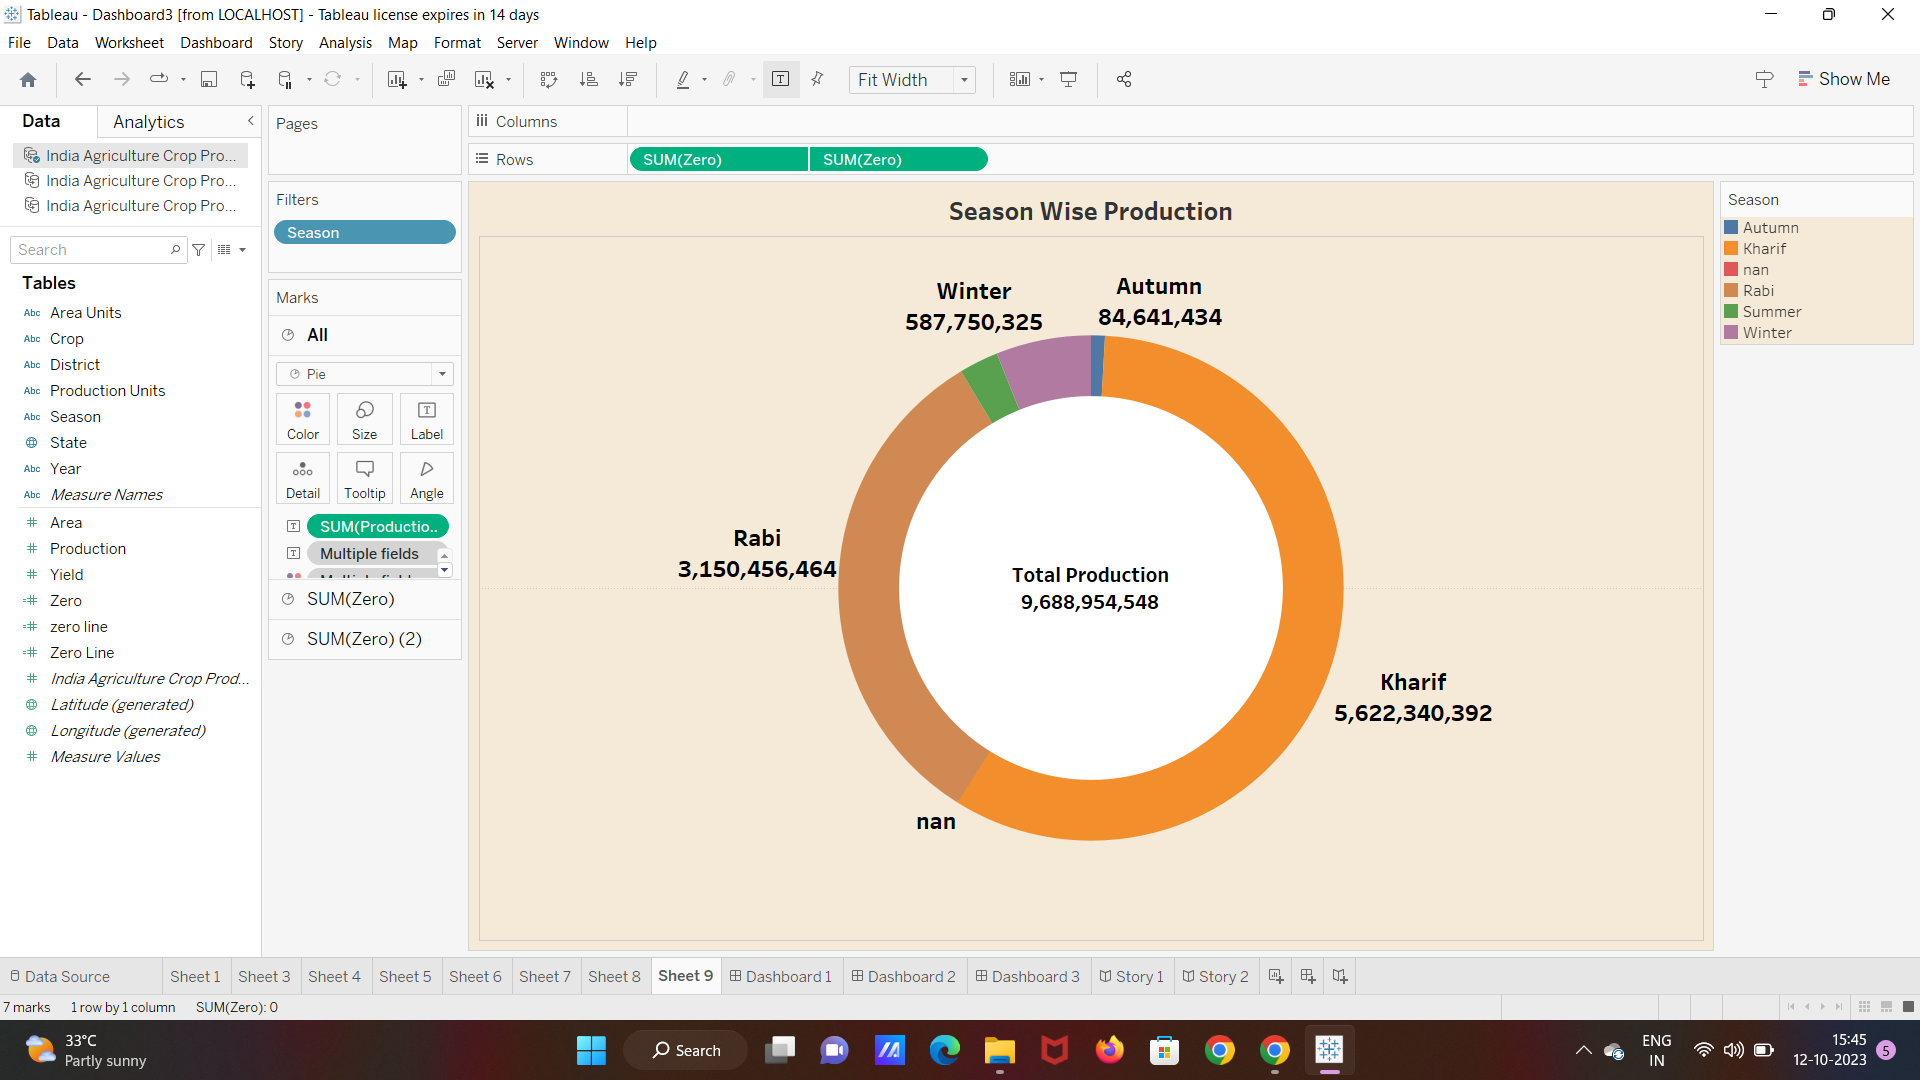 Tableau - Dashboard3 [from LOCALHOST] - Tableau license expires in 14 days
File Data Worksheet Dashboard Story Analysis Map Format Server Window Help
Fit Width
Show Me
Data Analytics
India Agriculture Crop Pro...
India Agriculture Crop Pro...
India Agriculture Crop Pro...
Search
Tables
Abc Area Units
Abc Crop
Abc District
Abc Production Units
Abc Season
State
Abc Year
Abc Measure Names
# Area
# Production
# Yield
=# Zero
=# zero line
=# Zero Line
# India Agriculture Crop Prod...
Latitude (generated)
Longitude (generated)
# Measure Values
Pages
Filters
Season
Marks
All
Pie
Color Size Label
Detail Tooltip Angle
SUM(Productio..
Multiple fields
SUM(Zero)
SUM(Zero) (2)
Columns
Rows
SUM(Zero) SUM(Zero)
Season Wise Production
Winter
587,750,325
Autumn
84,641,434
Rabi
3,150,456,464
Total Production
9,688,954,548
Kharif
5,622,340,392
nan
Season
Autumn
Kharif
nan
Rabi
Summer
Winter
Data Source Sheet 1 Sheet 3 Sheet 4 Sheet 5 Sheet 6 Sheet 7 Sheet 8 Sheet 9 Dashboard 1 Dashboard 2 Dashboard 3 Story 1 Story 2
7 marks 1 row by 1 column SUM(Zero): 0
33°C
Partly sunny
Search
ENG
IN
15:45
12-10-2023
5